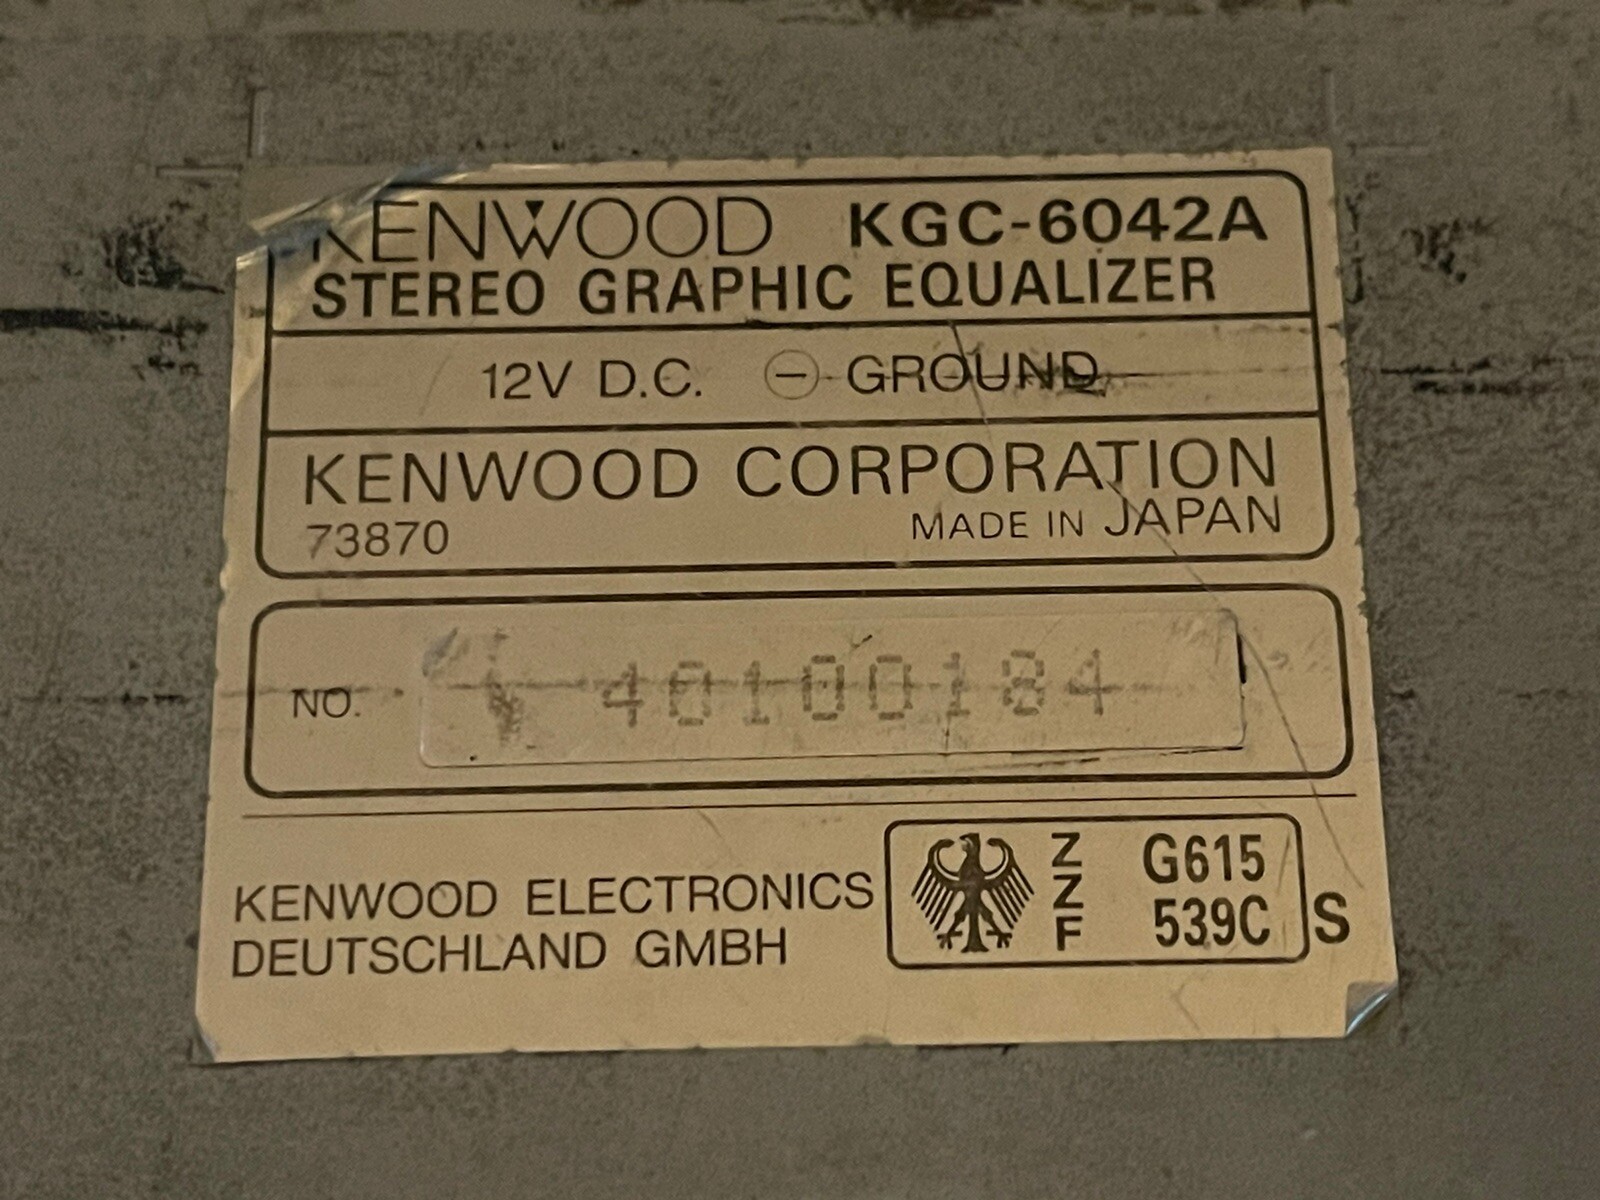 KENWOOD KGC-6042A
STEREO GRAPHIC EQUALIZER
12V D.C. ⊖ GROUND
KENWOOD CORPORATION
73870 MADE IN JAPAN
NO. 40100184
KENWOOD ELECTRONICS
DEUTSCHLAND GMBH
ZZF G615
539C S